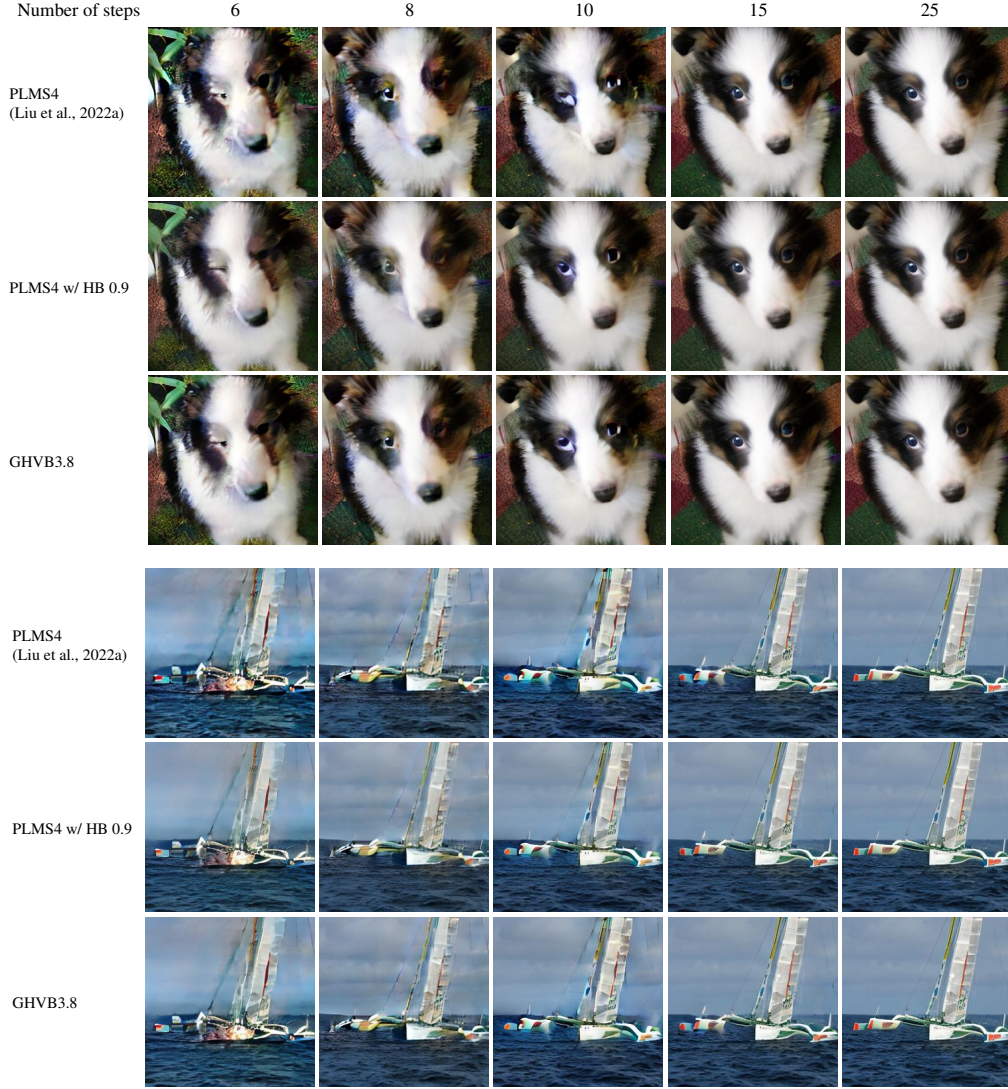 Number of steps 6 8 10 15 25
PLMS4
(Liu et al., 2022a)
PLMS4 w/ HB 0.9
GHVB3.8
PLMS4
(Liu et al., 2022a)
PLMS4 w/ HB 0.9
GHVB3.8